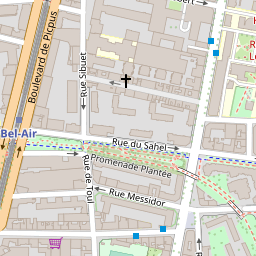 Boulevard de Picpus
Rue Sibuet
Bel-Air
Rue du Sahel
Promenade Plantée
Rue de Toul
Rue Messidor